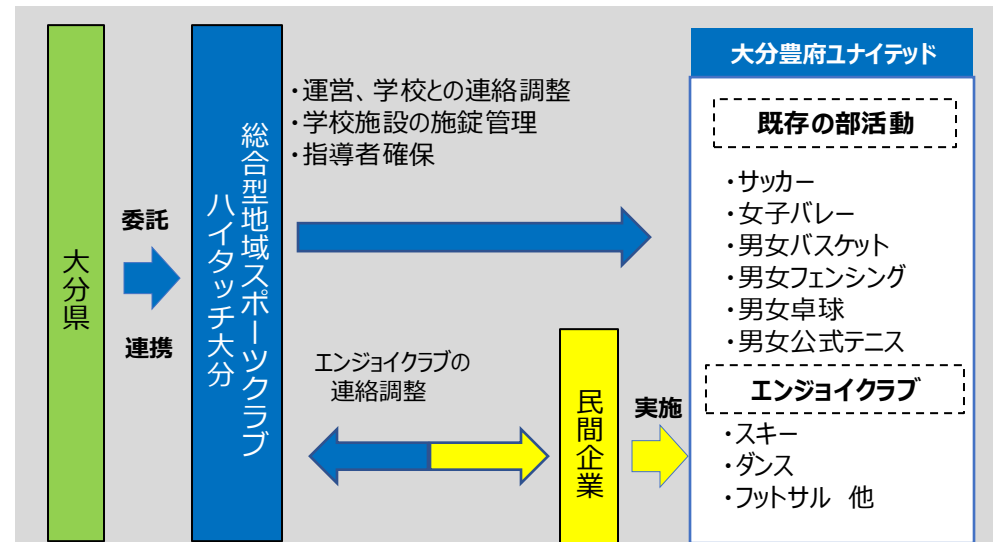 大分県
委託
連携
総合型地域スポーツクラブ
ハイタッチ大分
・運営、学校との連絡調整
・学校施設の施錠管理
・指導者確保
エンジョイクラブの
連絡調整
民間企業
実施
大分豊府ユナイテッド
既存の部活動
・サッカー
・女子バレー
・男女バスケット
・男女フェンシング
・男女卓球
・男女公式テニス
エンジョイクラブ
・スキー
・ダンス
・フットサル 他